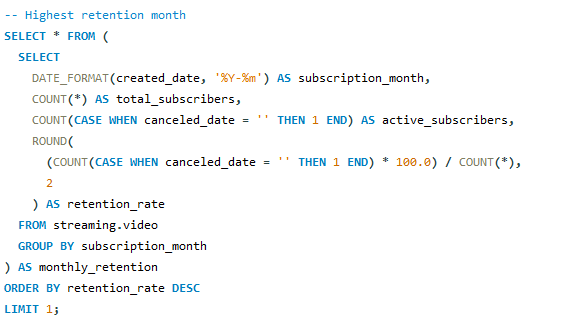 -- Highest retention month
SELECT * FROM (
  SELECT
    DATE_FORMAT(created_date, '%Y-%m') AS subscription_month,
    COUNT(*) AS total_subscribers,
    COUNT(CASE WHEN canceled_date = '' THEN 1 END) AS active_subscribers,
    ROUND(
      (COUNT(CASE WHEN canceled_date = '' THEN 1 END) * 100.0) / COUNT(*),
      2
    ) AS retention_rate
  FROM streaming.video
  GROUP BY subscription_month
) AS monthly_retention
ORDER BY retention_rate DESC
LIMIT 1;